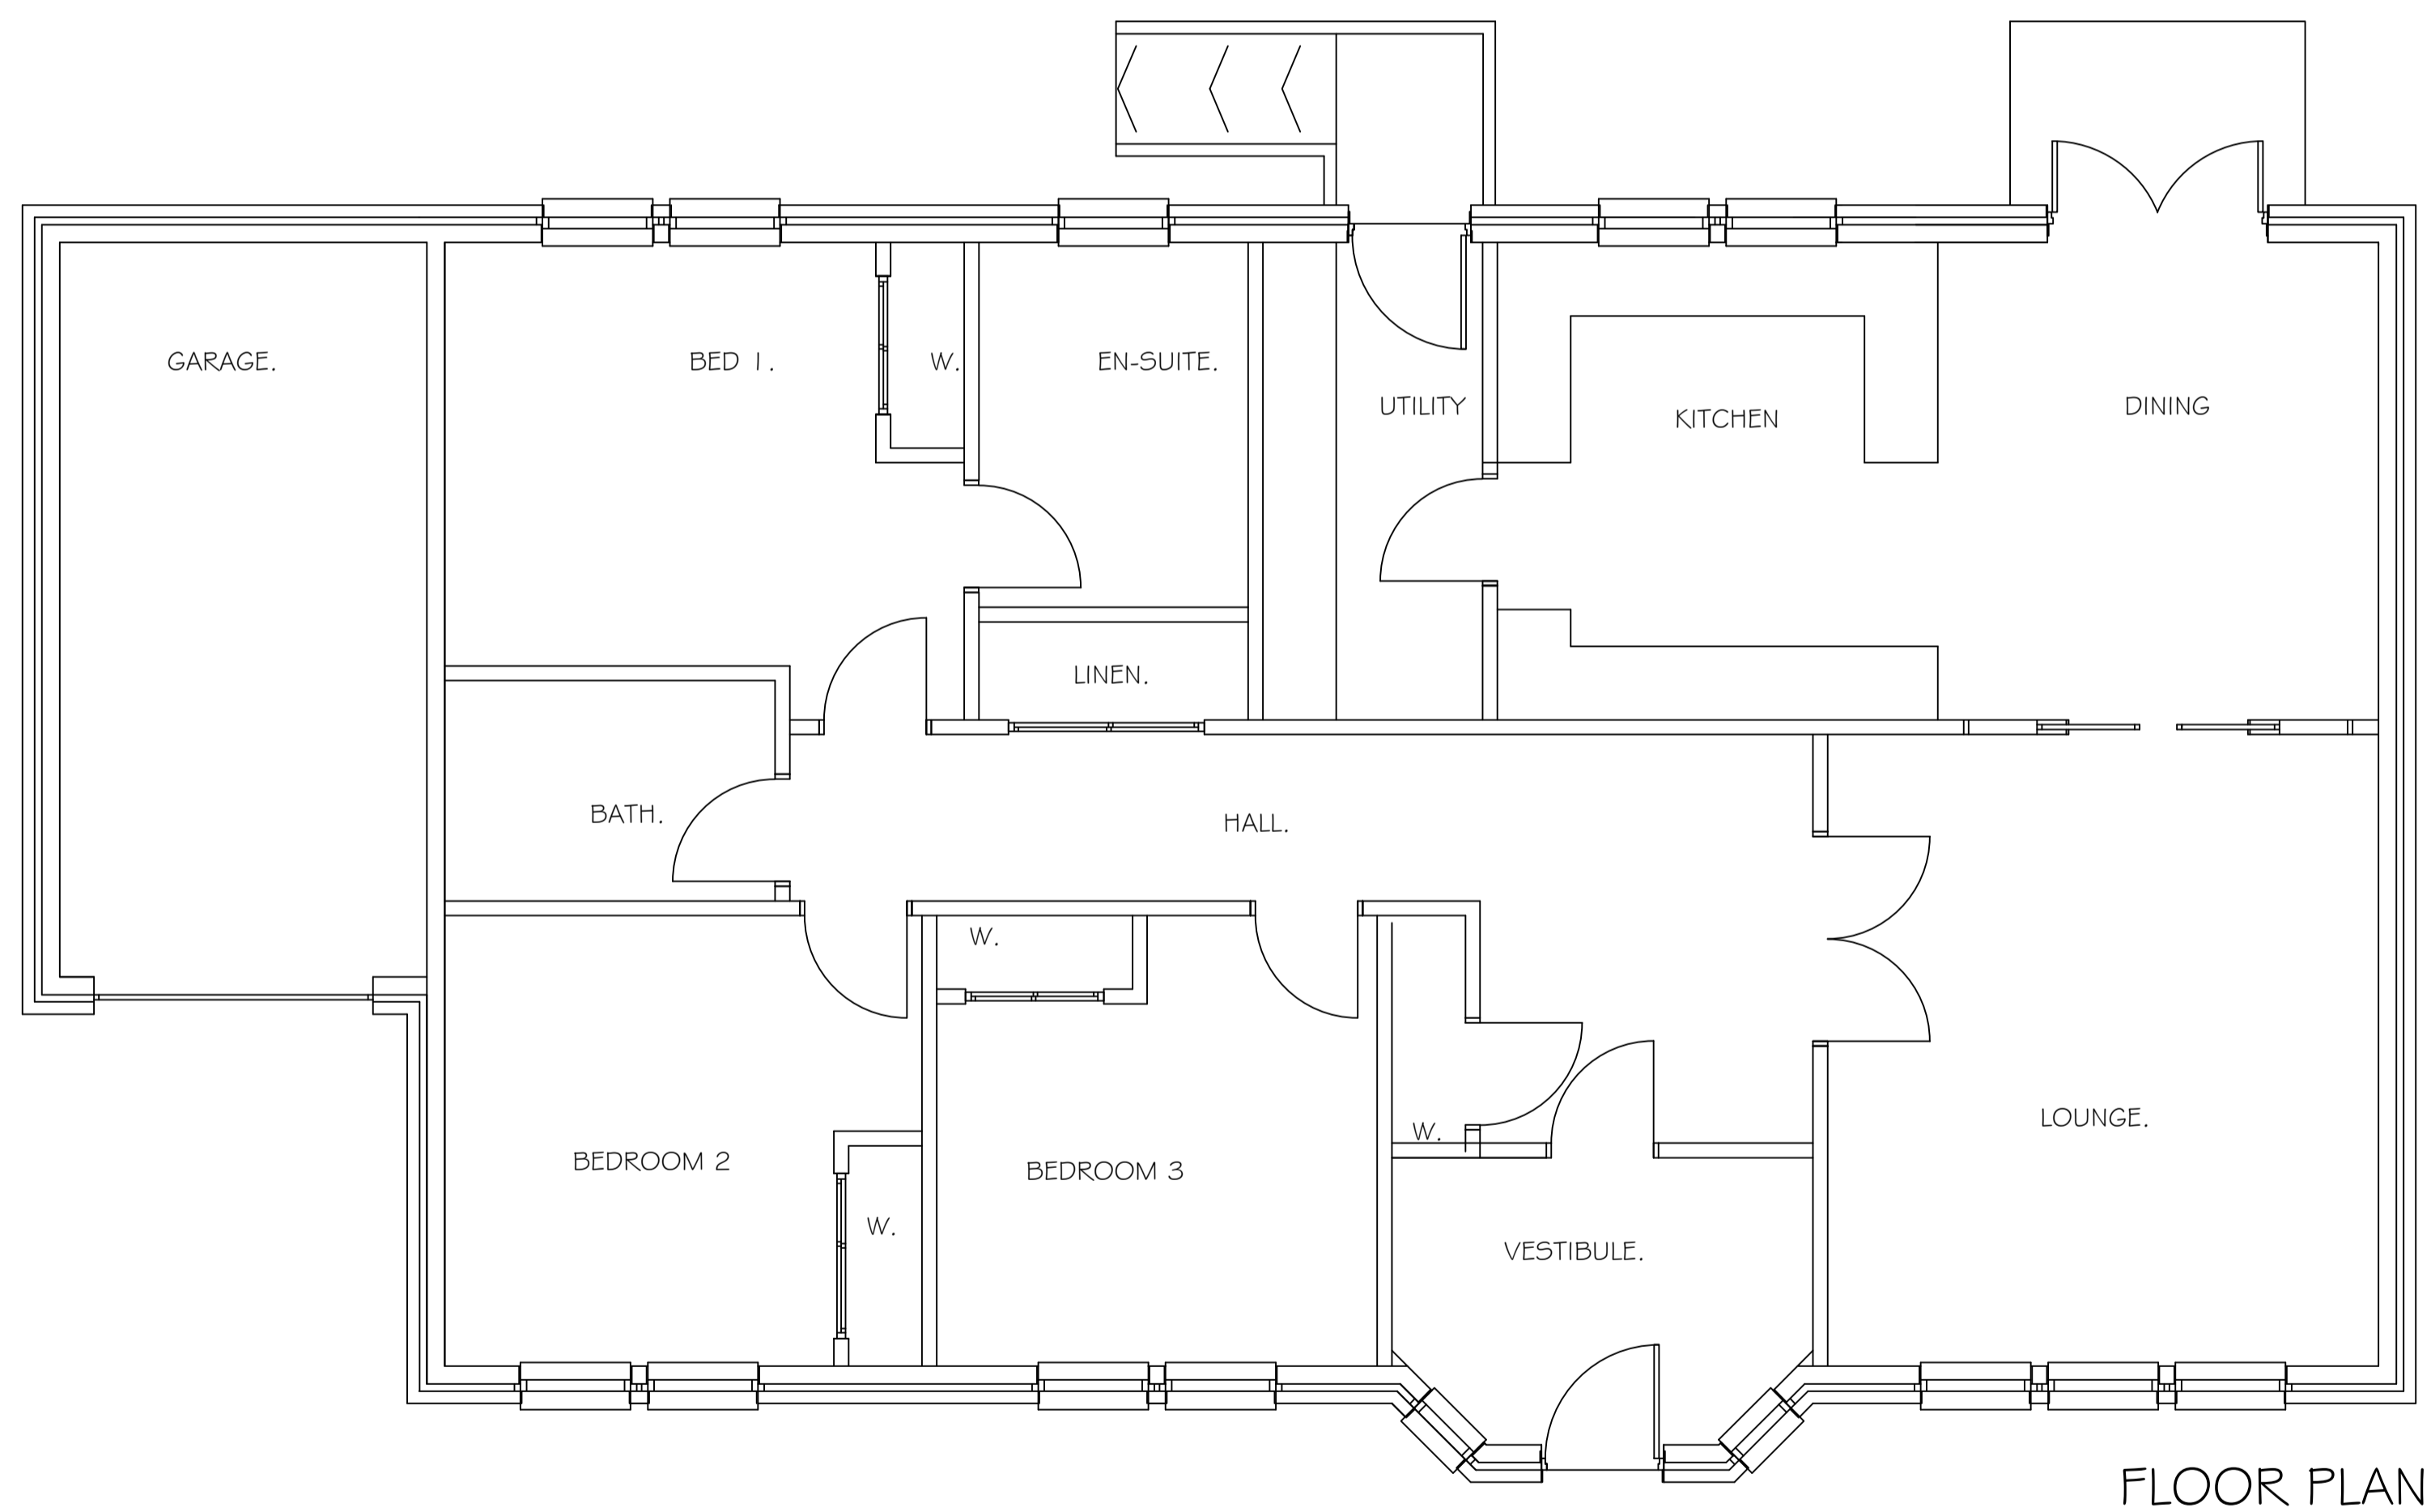 GARAGE.
BED 1.
W.
EN-SUITE.
UTILITY
KITCHEN
DINING
LINEN.
BATH.
HALL.
W.
W.
LOUNGE.
BEDROOM 2
BEDROOM 3
W.
VESTIBULE.
FLOOR PLAN